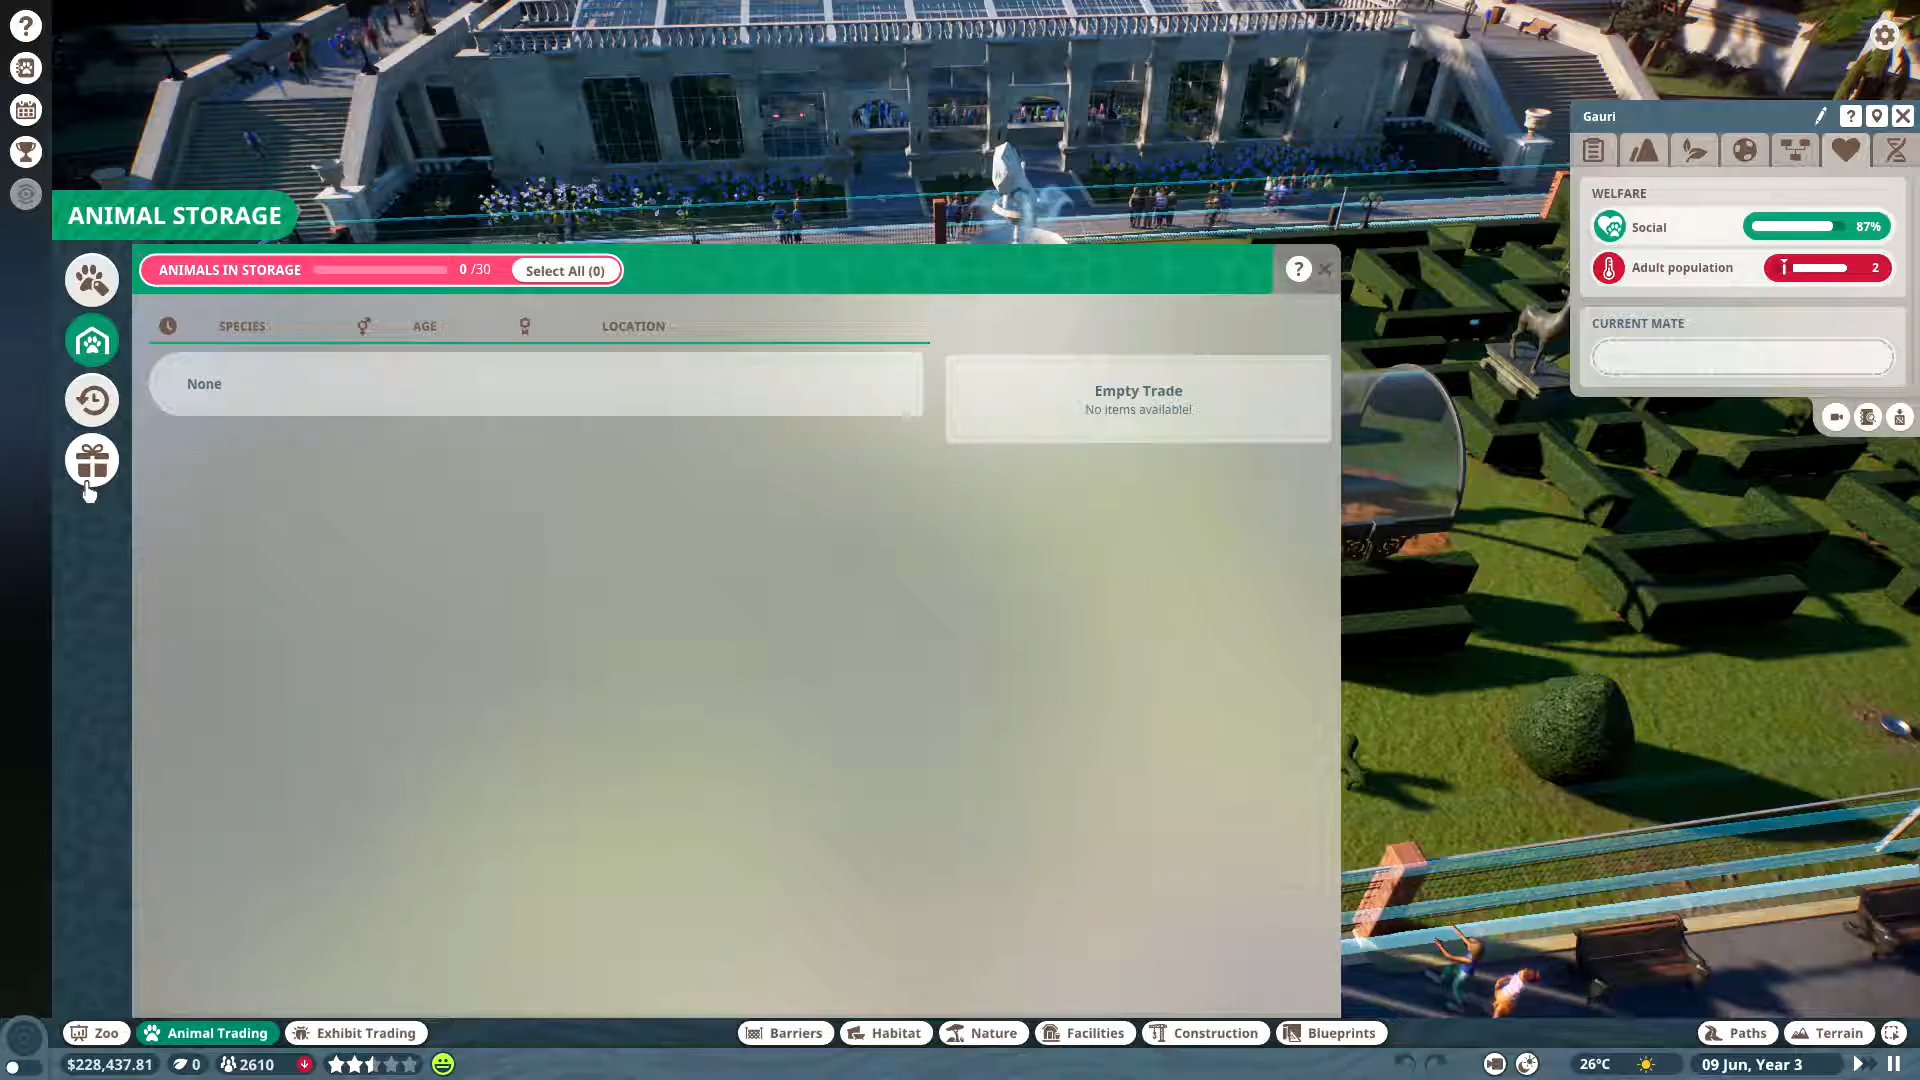 Gauri
WELFARE
Social 87%
Adult population 2
CURRENT MATE
ANIMAL STORAGE
ANIMALS IN STORAGE 0 /30 Select All (0)
SPECIES AGE LOCATION
None
Empty Trade
No items available!
Zoo Animal Trading Exhibit Trading Barriers Habitat Nature Facilities Construction Blueprints Paths Terrain
$228,437.81 0 2610 26°C 09 Jun, Year 3